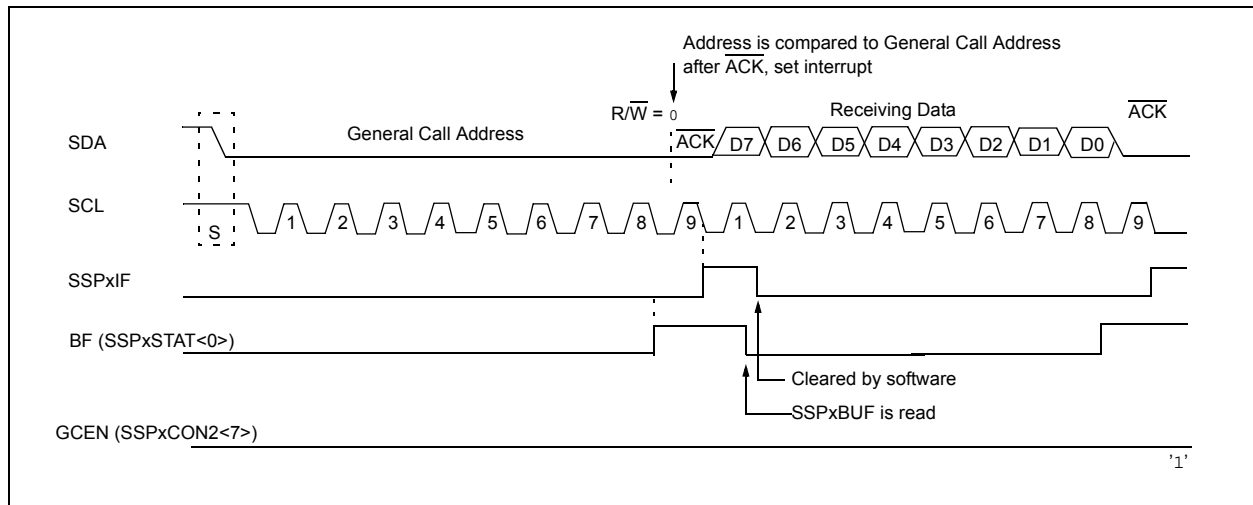 Address is compared to General Call Address
after ACK, set interrupt
R/W = 0
Receiving Data
ACK
General Call Address
SDA
ACK D7 D6 D5 D4 D3 D2 D1 D0
SCL
S
1 2 3 4 5 6 7 8 9 1 2 3 4 5 6 7 8 9
SSPxIF
BF (SSPxSTAT<0>)
Cleared by software
SSPxBUF is read
GCEN (SSPxCON2<7>)
'1'